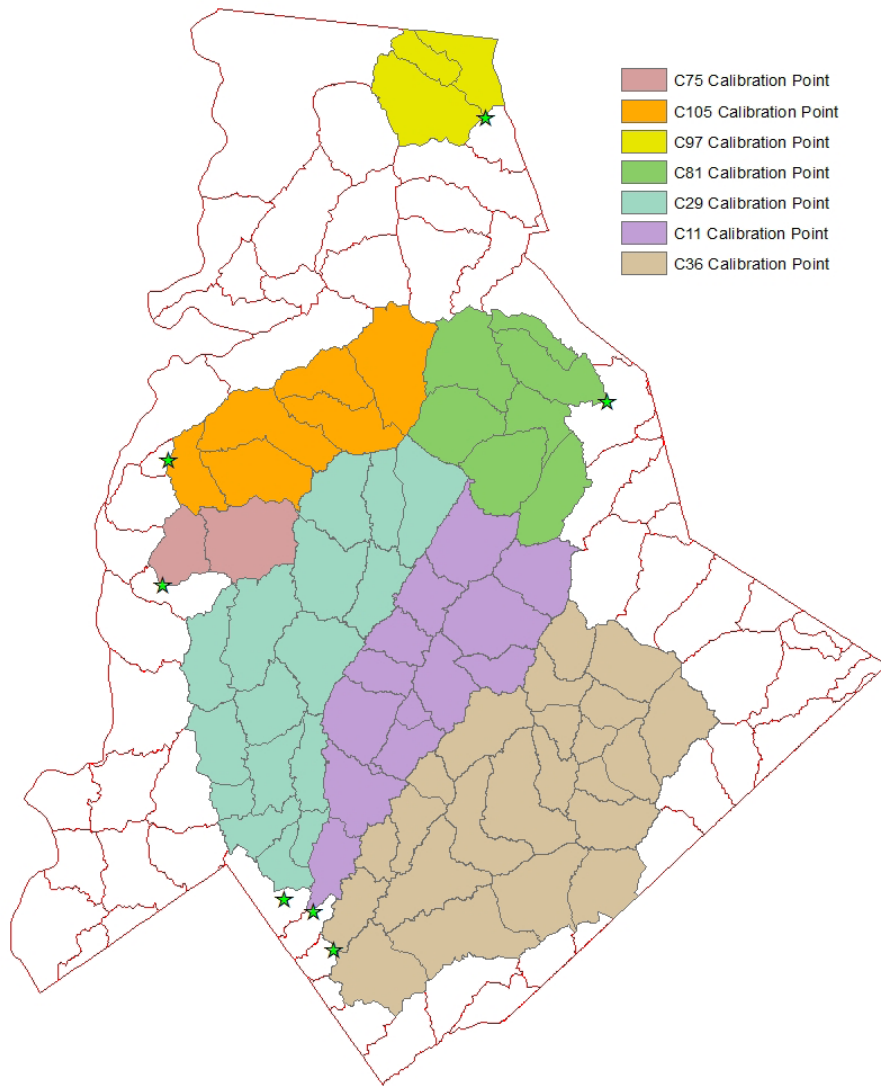 C75 Calibration Point
C105 Calibration Point
C97 Calibration Point
C81 Calibration Point
C29 Calibration Point
C11 Calibration Point
C36 Calibration Point